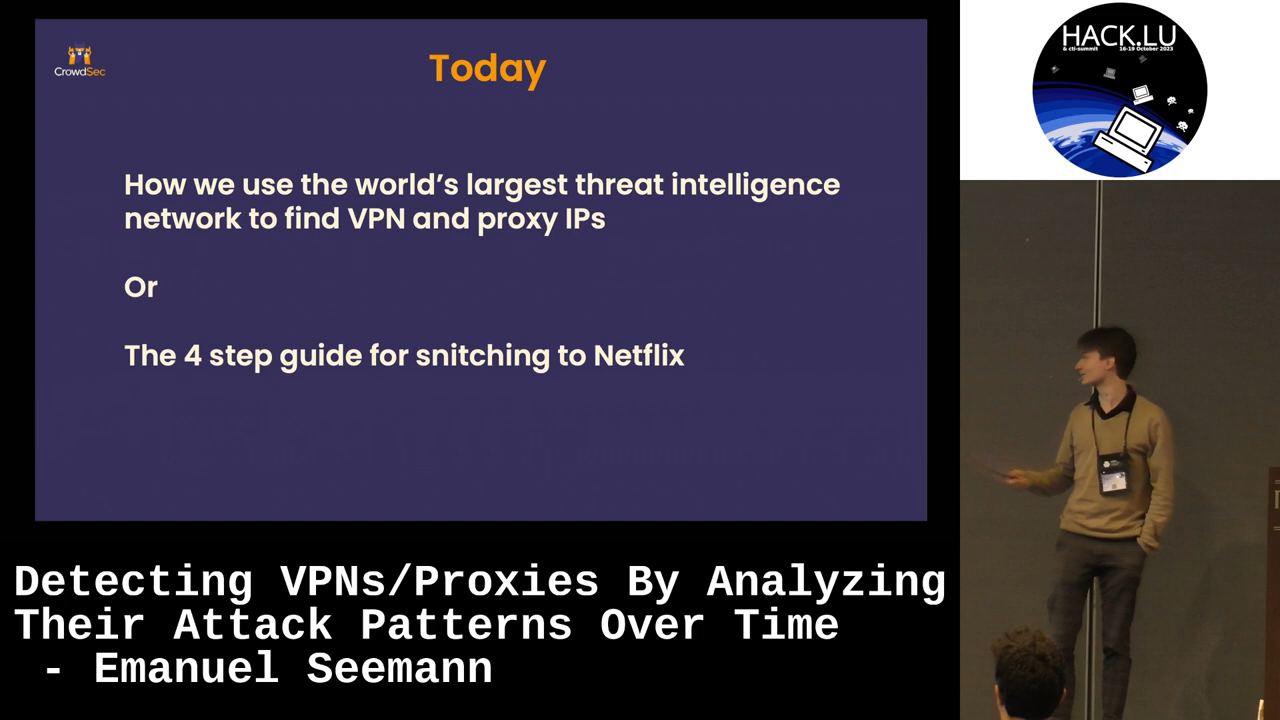 CrowdSec
Today
How we use the world’s largest threat intelligence
network to find VPN and proxy IPs
Or
The 4 step guide for snitching to Netflix
Detecting VPNs/Proxies By Analyzing
Their Attack Patterns Over Time
- Emanuel Seemann
HACK.LU
& cti-summit 16-19 October 2023